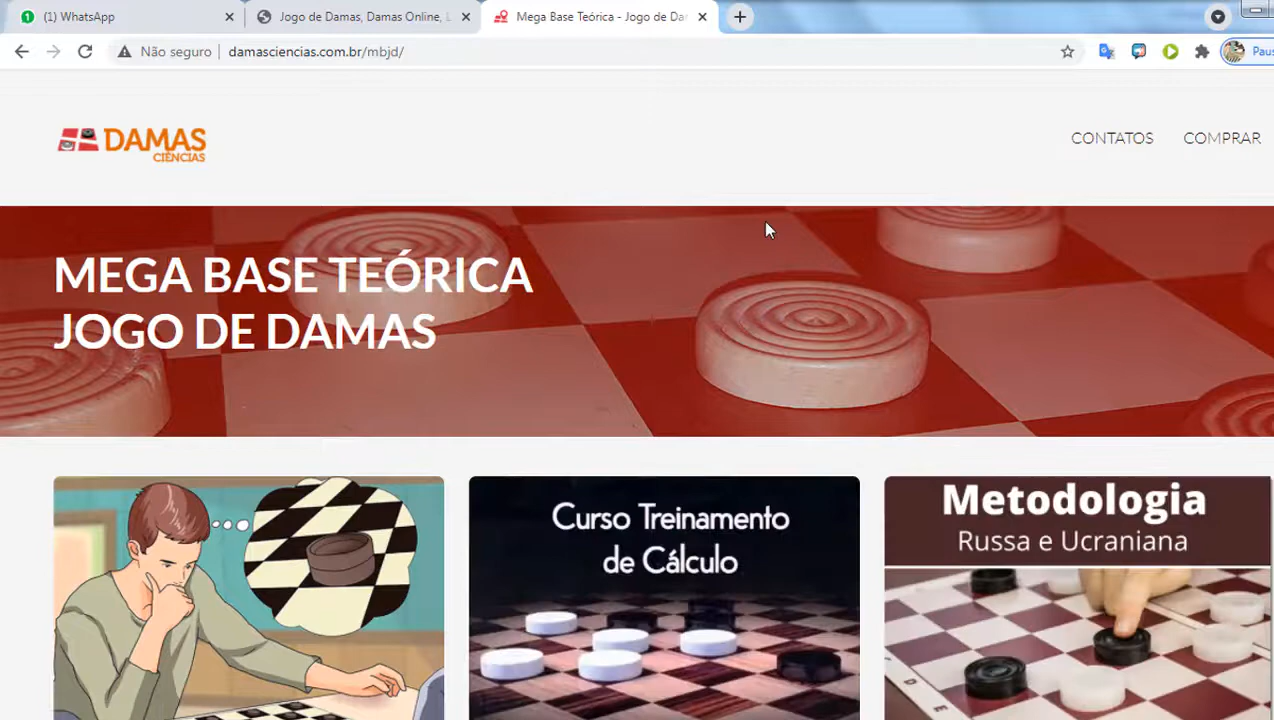 (1) WhatsApp
Jogo de Damas, Damas Online, L
Mega Base Teórica - Jogo de Da
Não seguro
damasciencias.com.br/mbjd/
Paus
DAMAS
CIÊNCIAS
CONTATOS
COMPRAR
MEGA BASE TEÓRICA
JOGO DE DAMAS
Curso Treinamento
de Cálculo
Metodologia
Russa e Ucraniana
D
E